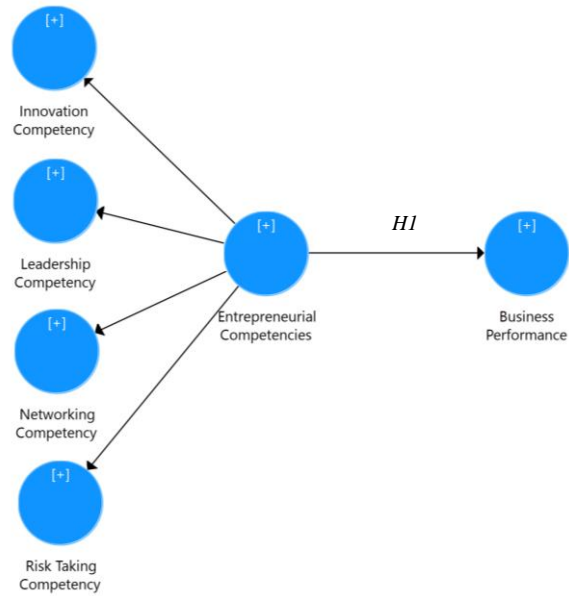 [+]
Innovation
Competency
[+]
Leadership
Competency
[+]
Networking
Competency
[+]
Risk Taking
Competency
[+]
Entrepreneurial
Competencies
H1
[+]
Business
Performance